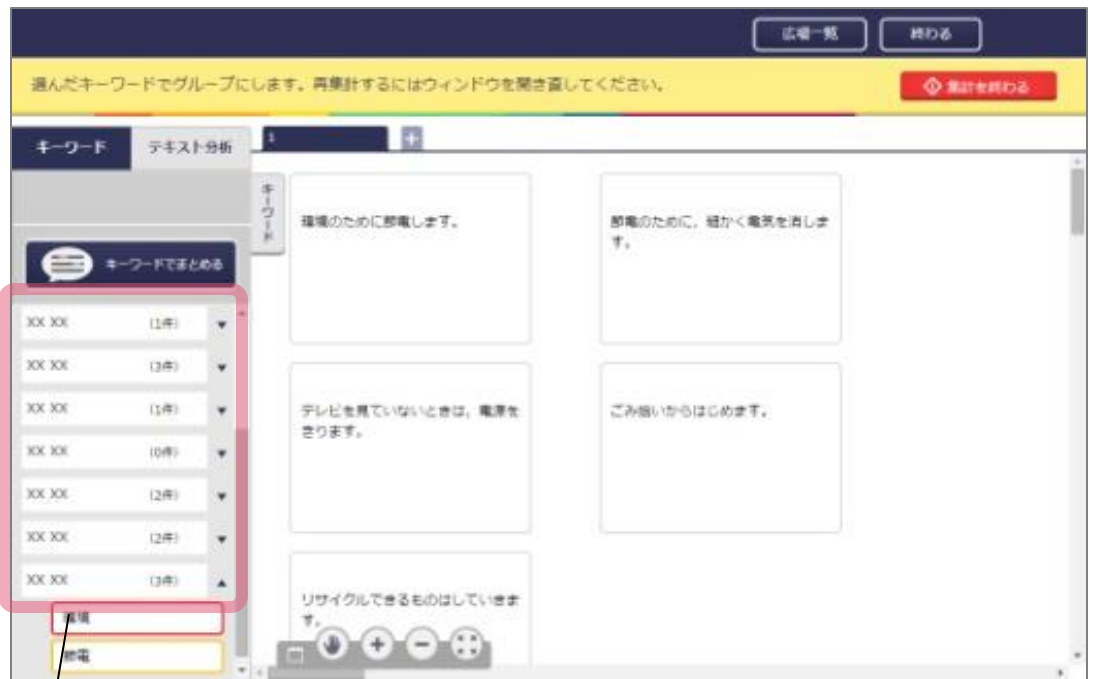 広場一覧 終わる
選んだキーワードでグループにします。再集計するにはウィンドウを開き直してください。
集計を終わる
キーワード テキスト分析 1
キーワード
キーワードでまとめる
環境のために節電します。
節電のために，細かく電気を消しま
す。
XX XX (1件)
XX XX (3件)
XX XX (1件)
XX XX (0件)
XX XX (2件)
XX XX (2件)
XX XX (3件)
環境
節電
テレビを見ていないときは，電源を
きります。
ごみ拾いからはじめます。
リサイクルできるものはしていきま
す。